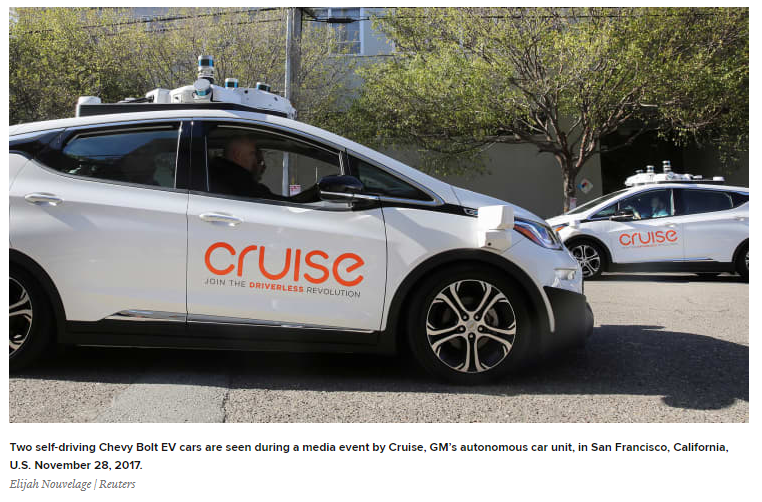 cruise
JOIN THE DRIVERLESS REVOLUTION
cruise
Two self-driving Chevy Bolt EV cars are seen during a media event by Cruise, GM's autonomous car unit, in San Francisco, California,
U.S. November 28, 2017.
Elijah Nouvelage | Reuters